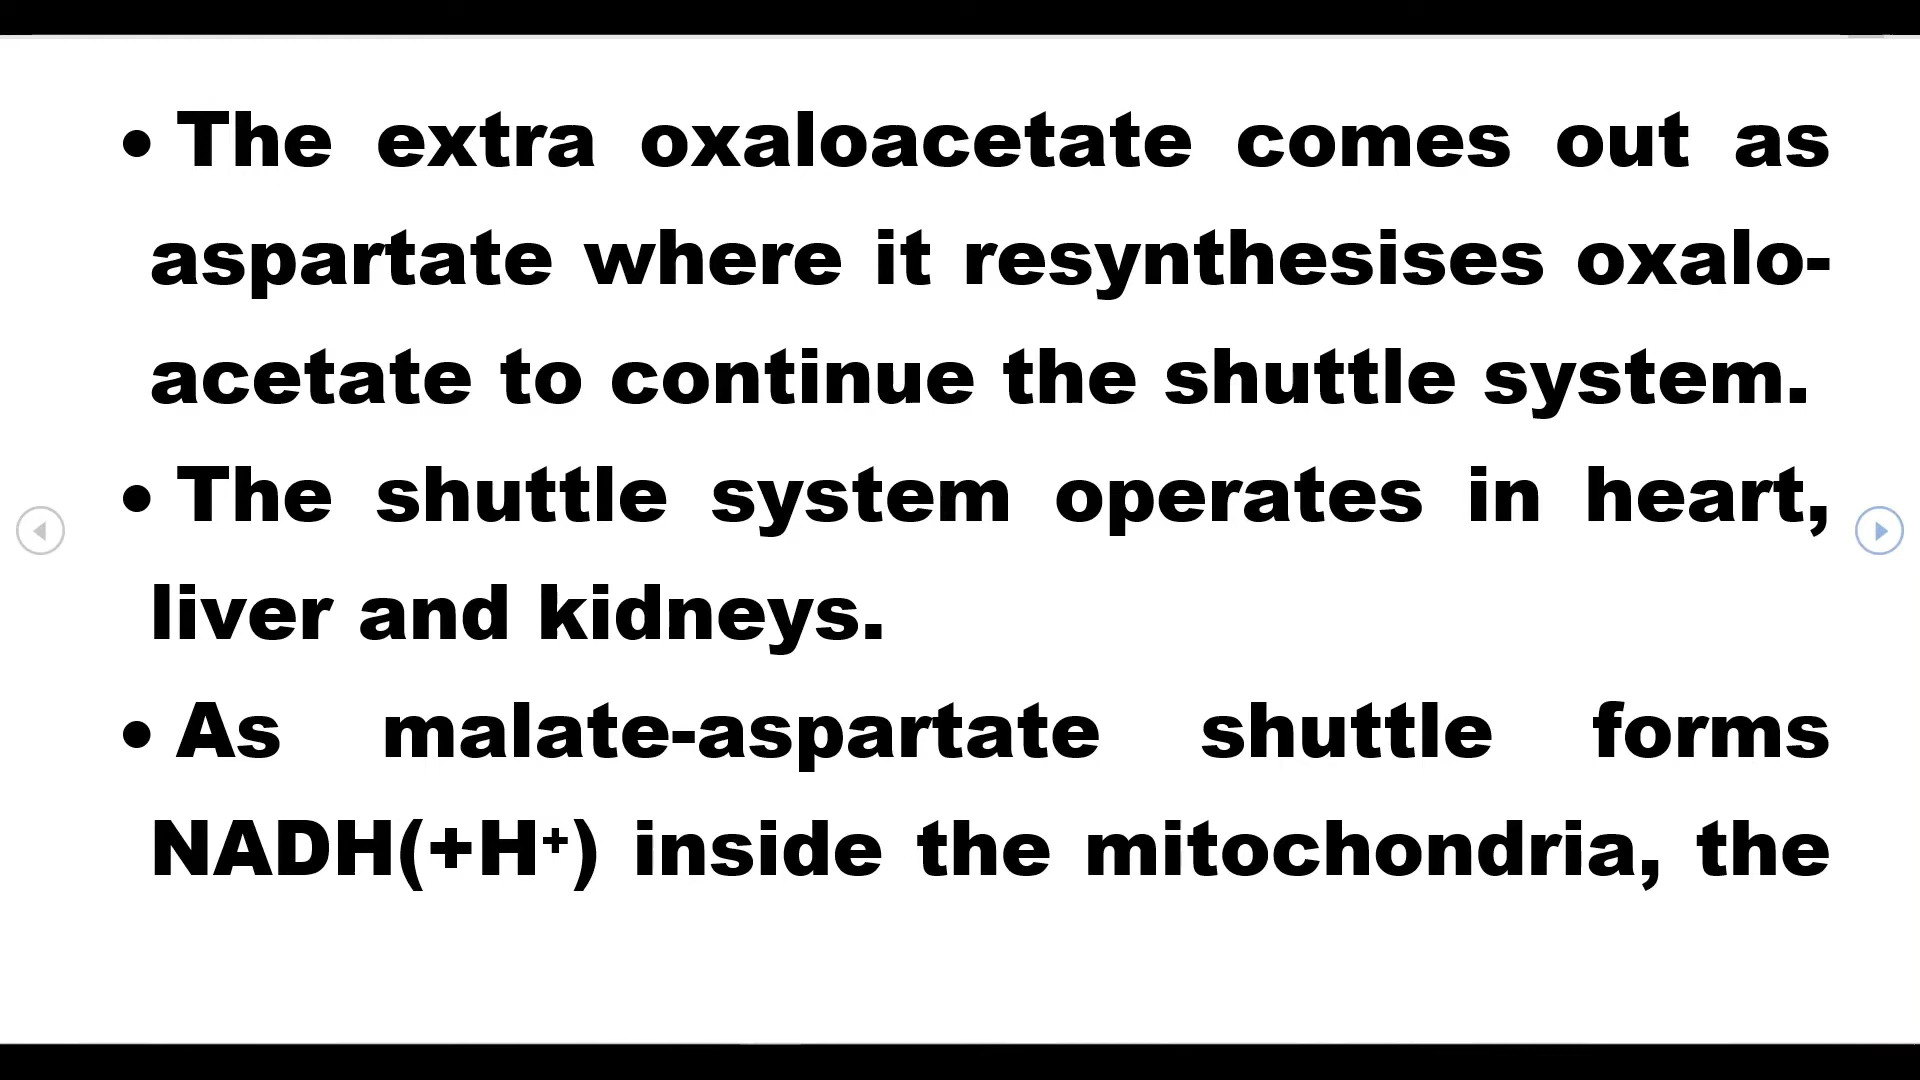 • The extra oxaloacetate comes out as
aspartate where it resynthesises oxalo-
acetate to continue the shuttle system.
• The shuttle system operates in heart,
liver and kidneys.
• As malate-aspartate shuttle forms
NADH(+H⁺) inside the mitochondria, the